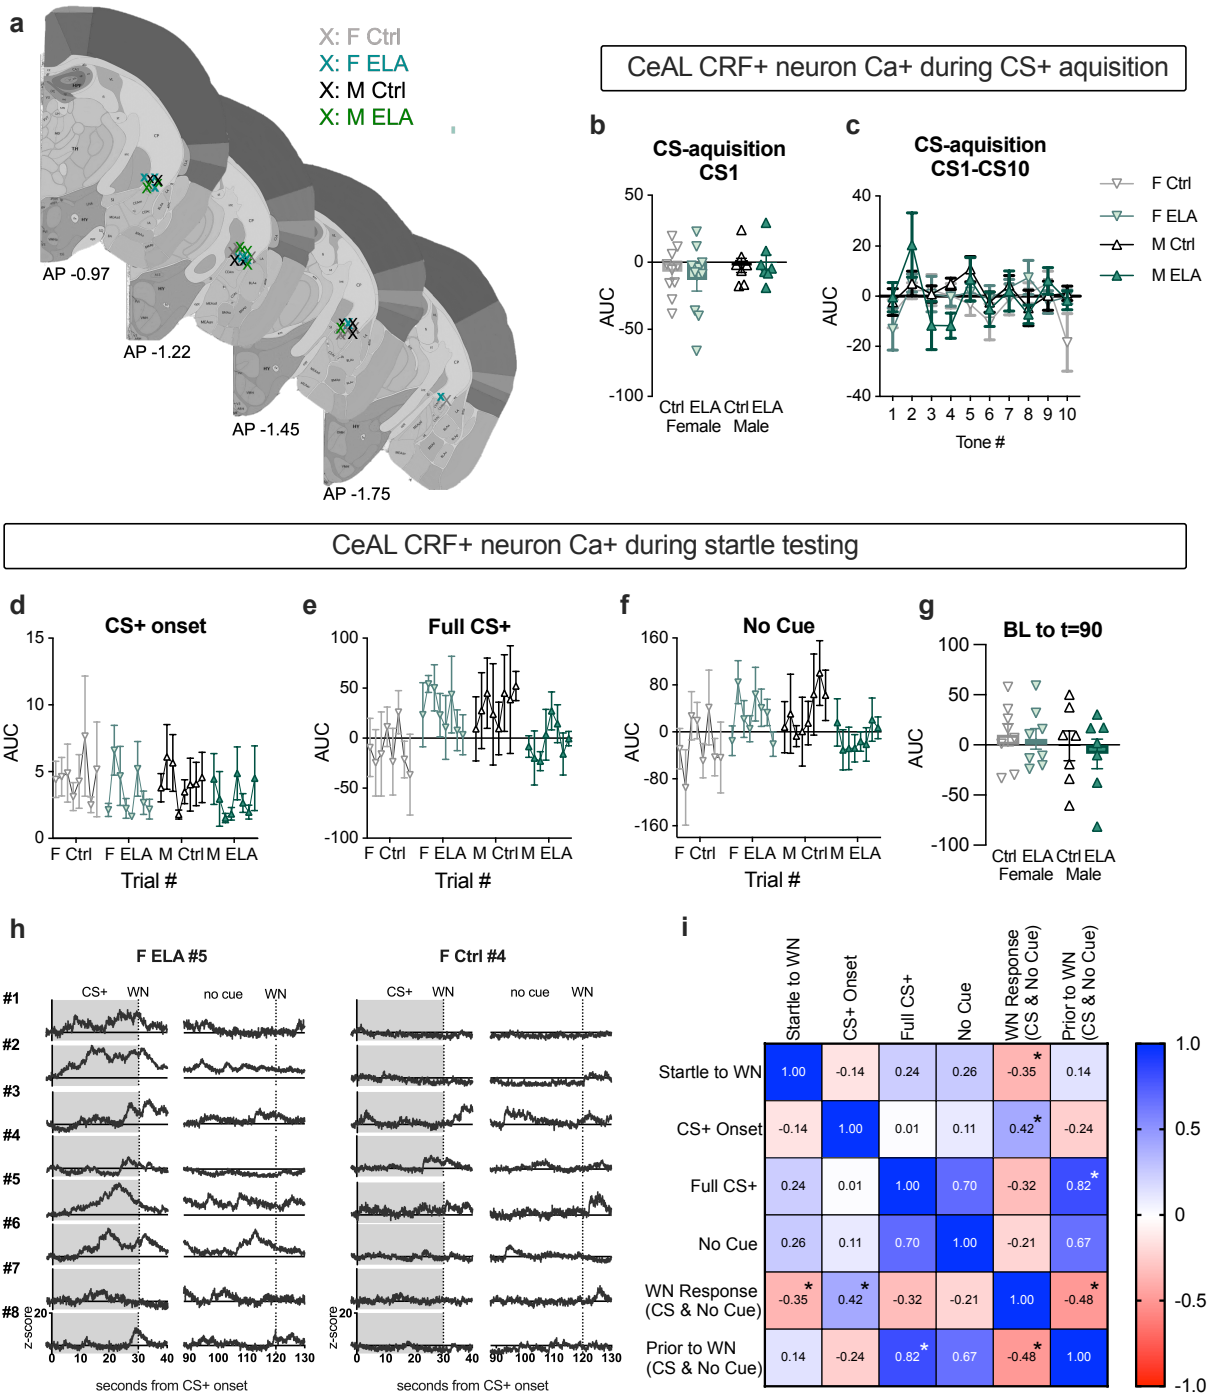 a
X: F Ctrl
X: F ELA
X: M Ctrl
X: M ELA
AP -0.97
AP -1.22
AP -1.45
AP -1.75
CeAL CRF+ neuron Ca+ during CS+ aquisition
b
CS-aquisition
CS1
AUC
50
0
-50
-100
Ctrl ELA Ctrl ELA
Female Male
c
CS-aquisition
CS1-CS10
AUC
40
20
0
-20
-40
1 2 3 4 5 6 7 8 9 10
Tone #
F Ctrl
F ELA
M Ctrl
M ELA
CeAL CRF+ neuron Ca+ during startle testing
d
CS+ onset
AUC
15
10
5
0
F Ctrl F ELA M Ctrl M ELA
Trial #
e
Full CS+
AUC
100
50
0
-50
-100
F Ctrl F ELA M Ctrl M ELA
Trial #
f
No Cue
AUC
160
80
0
-80
-160
F Ctrl F ELA M Ctrl M ELA
Trial #
g
BL to t=90
AUC
100
50
0
-50
-100
Ctrl ELA Ctrl ELA
Female Male
h
F ELA #5
F Ctrl #4
CS+ WN no cue WN
CS+ WN no cue WN
#1
#2
#3
#4
#5
#6
#7
#8
20
z-score
20
0 10 20 30 40 90 100 110 120 130
0 10 20 30 40 90 100 110 120 130
seconds from CS+ onset
seconds from CS+ onset
i
Startle to WN
CS+ Onset
Full CS+
No Cue
WN Response
(CS & No Cue)
Prior to WN
(CS & No Cue)
Startle to WN 1.00 -0.14 0.24 0.26 -0.35* 0.14
CS+ Onset -0.14 1.00 0.01 0.11 0.42* -0.24
Full CS+ 0.24 0.01 1.00 0.70 -0.32 0.82*
No Cue 0.26 0.11 0.70 1.00 -0.21 0.67
WN Response
(CS & No Cue) -0.35* 0.42* -0.32 -0.21 1.00 -0.48*
Prior to WN
(CS & No Cue) 0.14 -0.24 0.82* 0.67 -0.48* 1.00
1.0
0.5
0
-0.5
-1.0